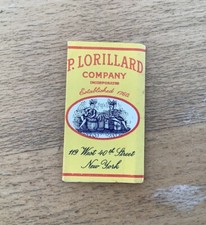 P. LORILLARD
COMPANY
INCORPORATED
Established 1760
119 West 40th Street
New York